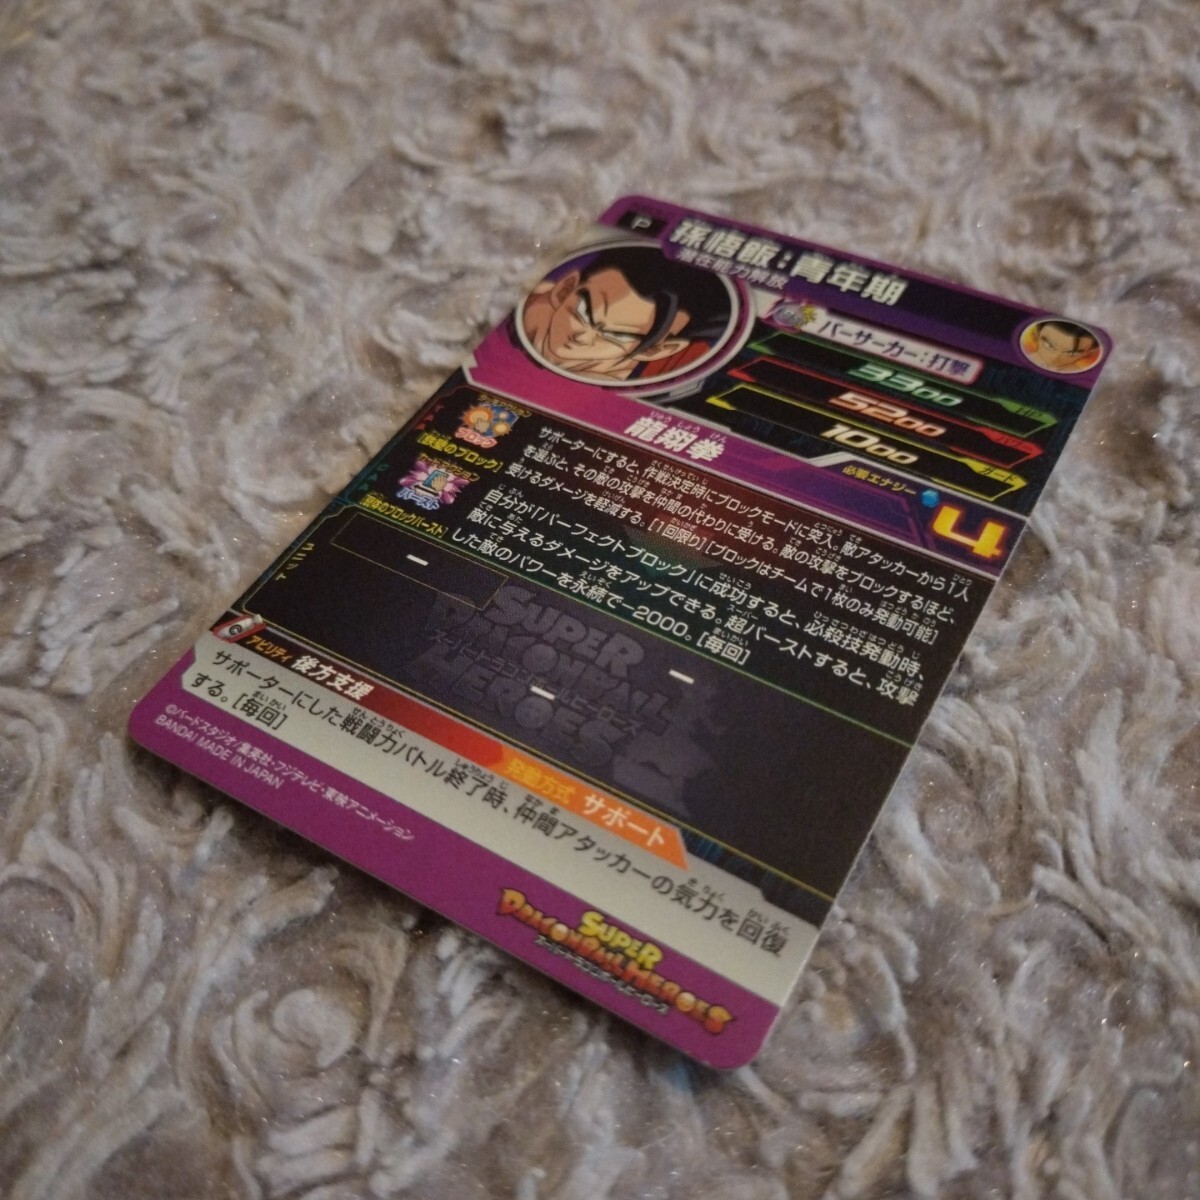 P
孫悟飯：青年期
潜在能力解放
バーサーカー：打撃
3300 HP
5200
1000 ガード
龍翔拳
りゅうしょうけん
必要エナジー 4
ブロック
[鉄壁のブロック]
サポーターにすると、作戦決定時にブロックモードに突入。敵アタッカーから1人
を選ぶと、その敵の攻撃を仲間の代わりに受ける。敵の攻撃をブロックするほど、
受けるダメージを軽減する。[1回限り][ブロックはチームで1枚のみ発動可能]
バースト
自分が「パーフェクトブロック」に成功すると、必殺技発動時、
敵に与えるダメージをアップできる。超バーストすると、攻撃
した敵のパワーを永続で−2000。[毎回]
ユニット
SUPER DRAGONBALL HEROES
アビリティ 後方支援
発動方式 サポート
サポーターにした戦闘力バトル終了時、仲間アタッカーの気力を回復
する。[毎回]
©バードスタジオ/集英社・フジテレビ・東映アニメーション
BANDAI MADE IN JAPAN
SUPER
DRAGONBALL HEROES
スーパードラゴンボールヒーローズ